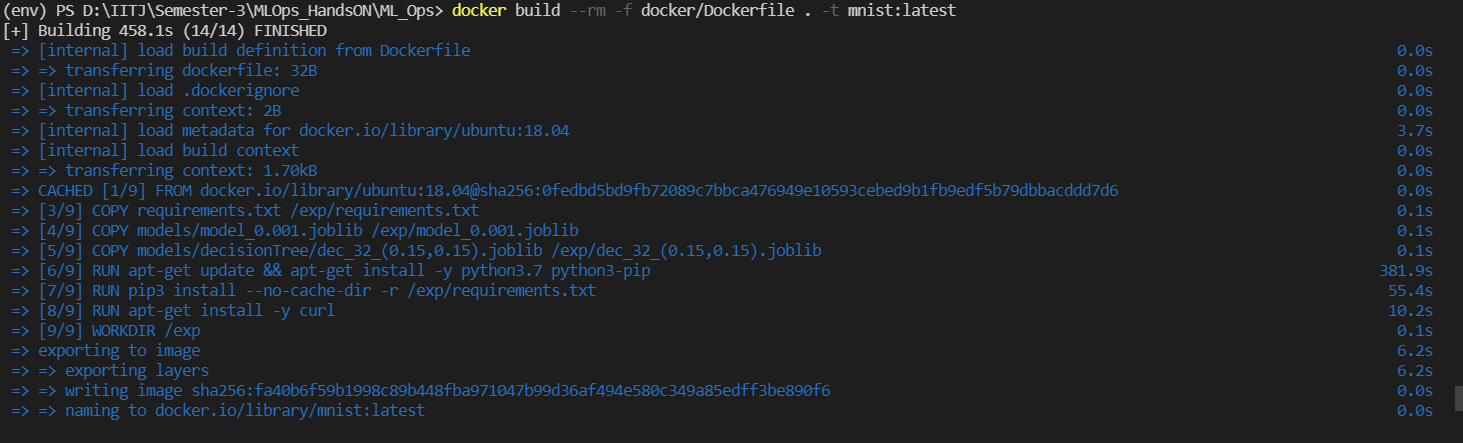 (env) PS D:\IITJ\Semester-3\MLOps_HandsON\ML_Ops> docker build --rm -f docker/Dockerfile . -t mnist:latest
[+] Building 458.1s (14/14) FINISHED
=> [internal] load build definition from Dockerfile 0.0s
=> => transferring dockerfile: 32B 0.0s
=> [internal] load .dockerignore 0.0s
=> => transferring context: 2B 0.0s
=> [internal] load metadata for docker.io/library/ubuntu:18.04 3.7s
=> [internal] load build context 0.0s
=> => transferring context: 1.70kB 0.0s
=> CACHED [1/9] FROM docker.io/library/ubuntu:18.04@sha256:0fedbd5bd9fb72089c7bbca476949e10593cebed9b1fb9edf5b79dbbacddd7d6 0.0s
=> [3/9] COPY requirements.txt /exp/requirements.txt 0.1s
=> [4/9] COPY models/model_0.001.joblib /exp/model_0.001.joblib 0.1s
=> [5/9] COPY models/decisionTree/dec_32_(0.15,0.15).joblib /exp/dec_32_(0.15,0.15).joblib 0.1s
=> [6/9] RUN apt-get update && apt-get install -y python3.7 python3-pip 381.9s
=> [7/9] RUN pip3 install --no-cache-dir -r /exp/requirements.txt 55.4s
=> [8/9] RUN apt-get install -y curl 10.2s
=> [9/9] WORKDIR /exp 0.1s
=> exporting to image 6.2s
=> => exporting layers 6.2s
=> => writing image sha256:fa40b6f59b1998c89b448fba971047b99d36af494e580c349a85edff3be890f6 0.0s
=> => naming to docker.io/library/mnist:latest 0.0s